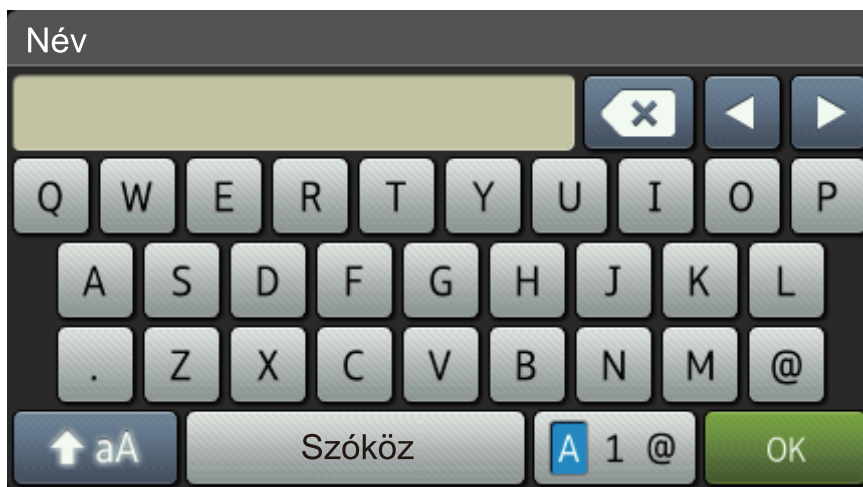 Név
Q W E R T Y U I O P
A S D F G H J K L
. Z X C V B N M @
aA Szóköz A 1 @ OK